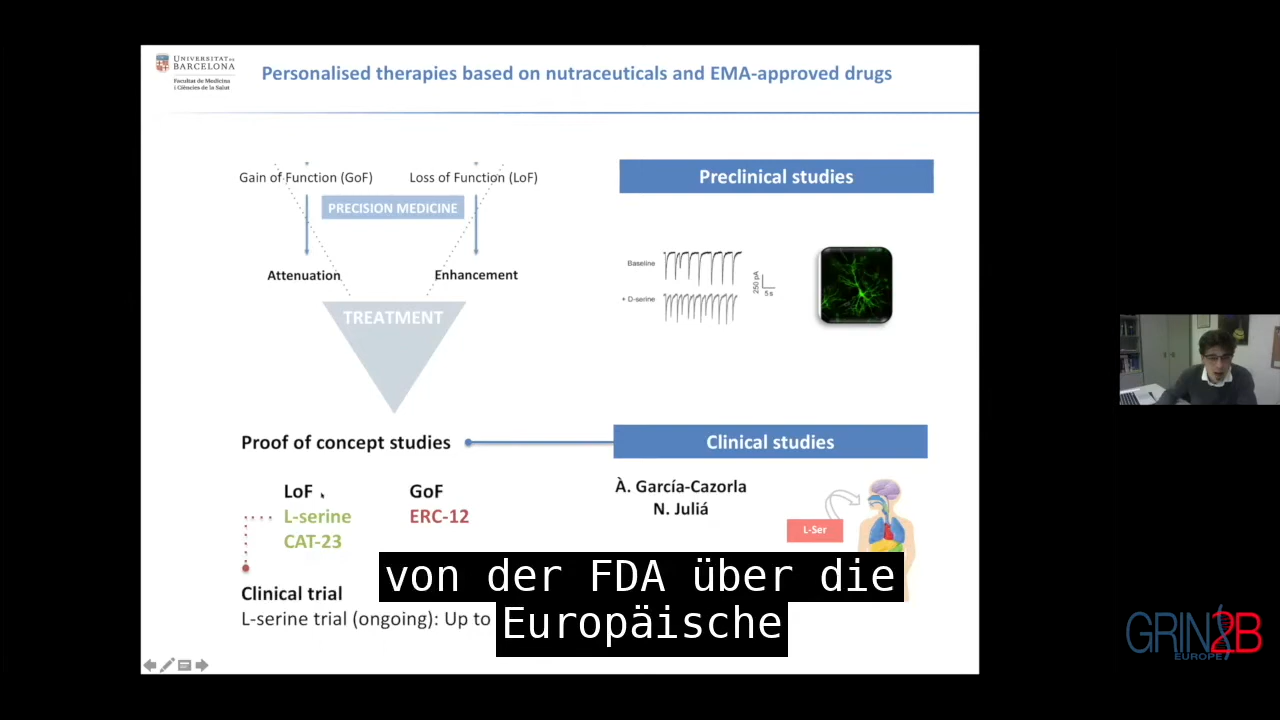 UNIVERSITAT DE
BARCELONA
Facultat de Medicina
i Ciències de la Salut
Personalised therapies based on nutraceuticals and EMA-approved drugs
Gain of Function (GoF)
Loss of Function (LoF)
PRECISION MEDICINE
Attenuation
Enhancement
TREATMENT
Preclinical studies
Baseline
+ D-serine
250 pA
5 s
Proof of concept studies
Clinical studies
LoF
L-serine
CAT-23
GoF
ERC-12
À. García-Cazorla
N. Juliá
L-Ser
Clinical trial
L-serine trial (ongoing): Up to
von der FDA über die
Europäische
GRIN2B
EUROPE